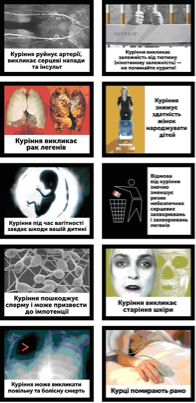 Куріння руйнує артерії,
викликає серцеві напади
та інсульт
Куріння викликає
залежність від тютюну
(нікотинову залежність) —
не починайте курити!
Куріння викликає
рак легенів
Куріння
знижує
здатність
жінок
народжувати
дітей
Куріння під час вагітності
завдає шкоди вашій дитині
Відмова
від куріння
значно
зменшує
ризик
небезпечних
серцевих
захворювань
і захворювань
легенів
Куріння пошкоджує
сперму і може призвести
до імпотенції
Куріння викликає
старіння шкіри
Куріння може викликати
повільну та болісну смерть
Курці помирають рано